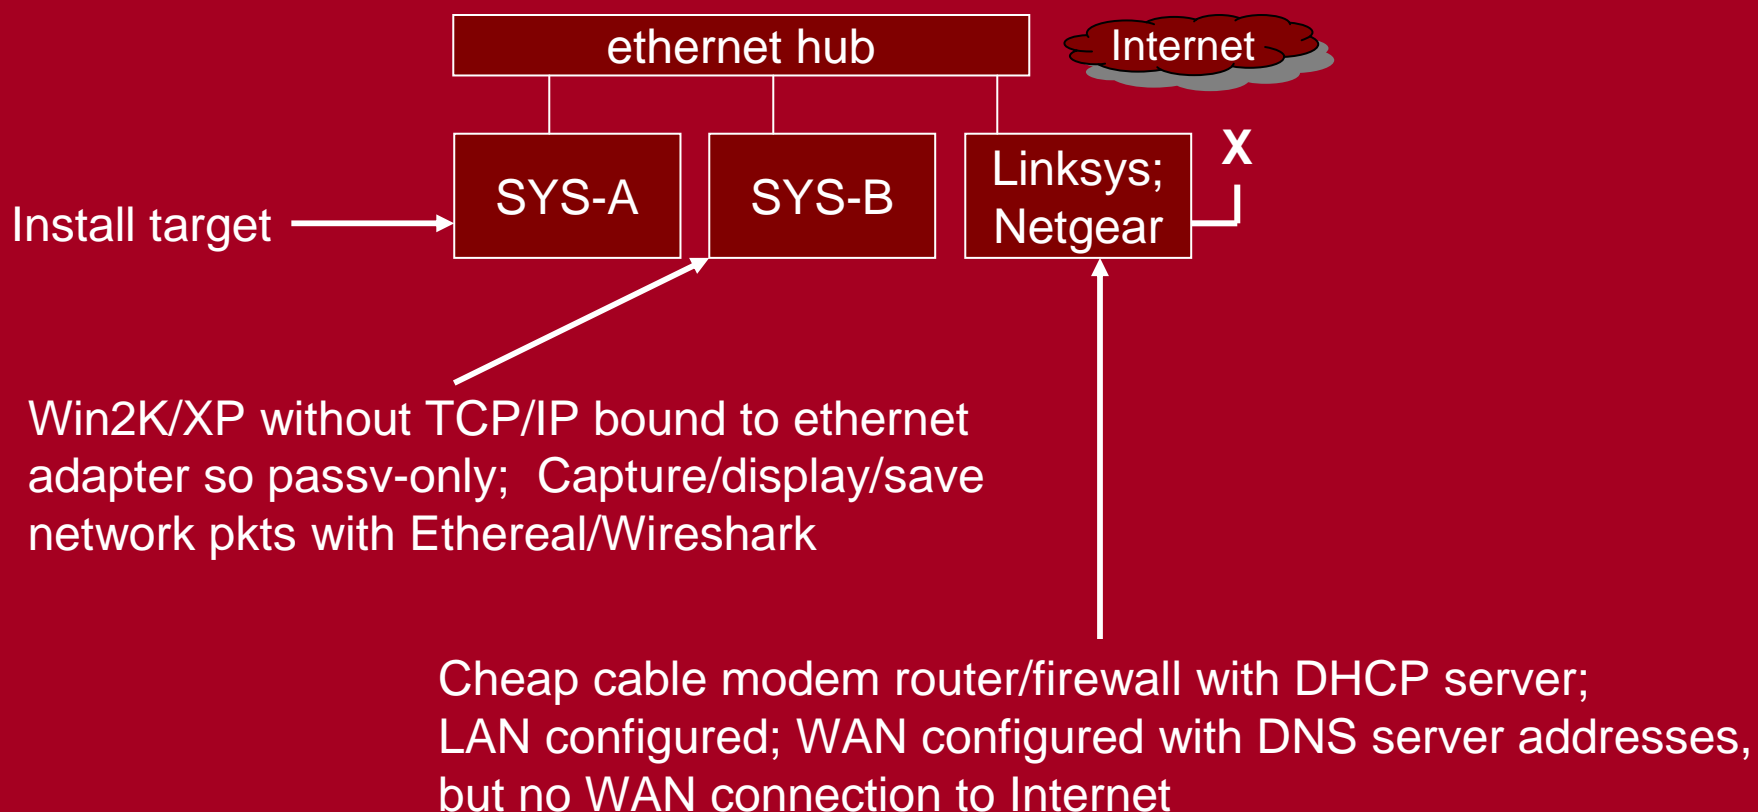 ethernet hub
Internet
SYS-A
SYS-B
Linksys;
Netgear
X
Install target
Win2K/XP without TCP/IP bound to ethernet
adapter so passv-only;  Capture/display/save
network pkts with Ethereal/Wireshark
Cheap cable modem router/firewall with DHCP server;
LAN configured; WAN configured with DNS server addresses,
but no WAN connection to Internet